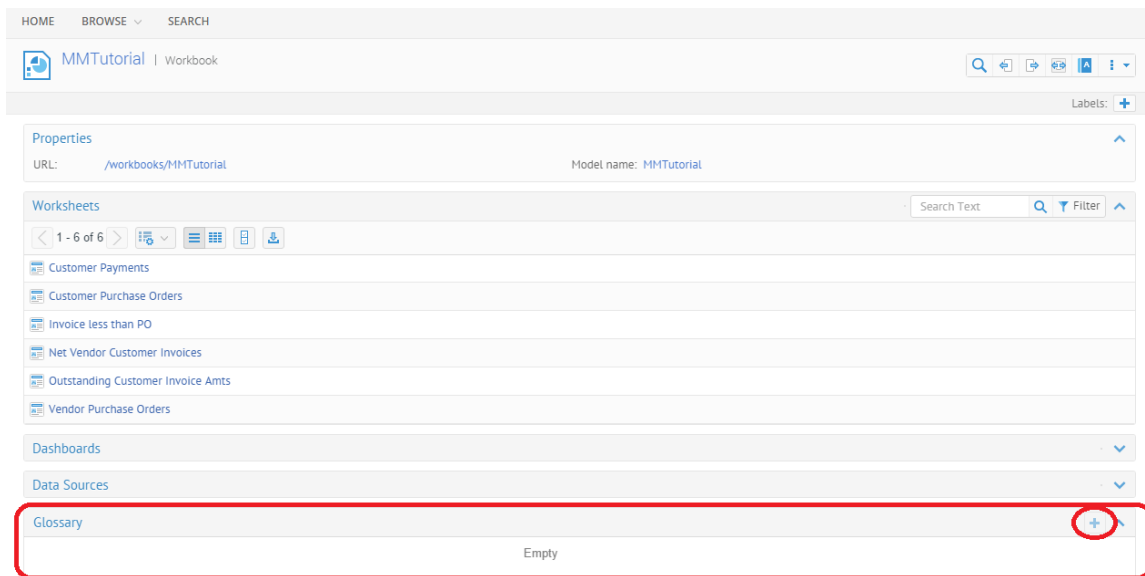 HOME BROWSE SEARCH
MMTutorial | Workbook
Labels:
Properties
URL: /workbooks/MMTutorial Model name: MMTutorial
Worksheets Search Text Filter
1 - 6 of 6
Customer Payments
Customer Purchase Orders
Invoice less than PO
Net Vendor Customer Invoices
Outstanding Customer Invoice Amts
Vendor Purchase Orders
Dashboards
Data Sources
Glossary
Empty